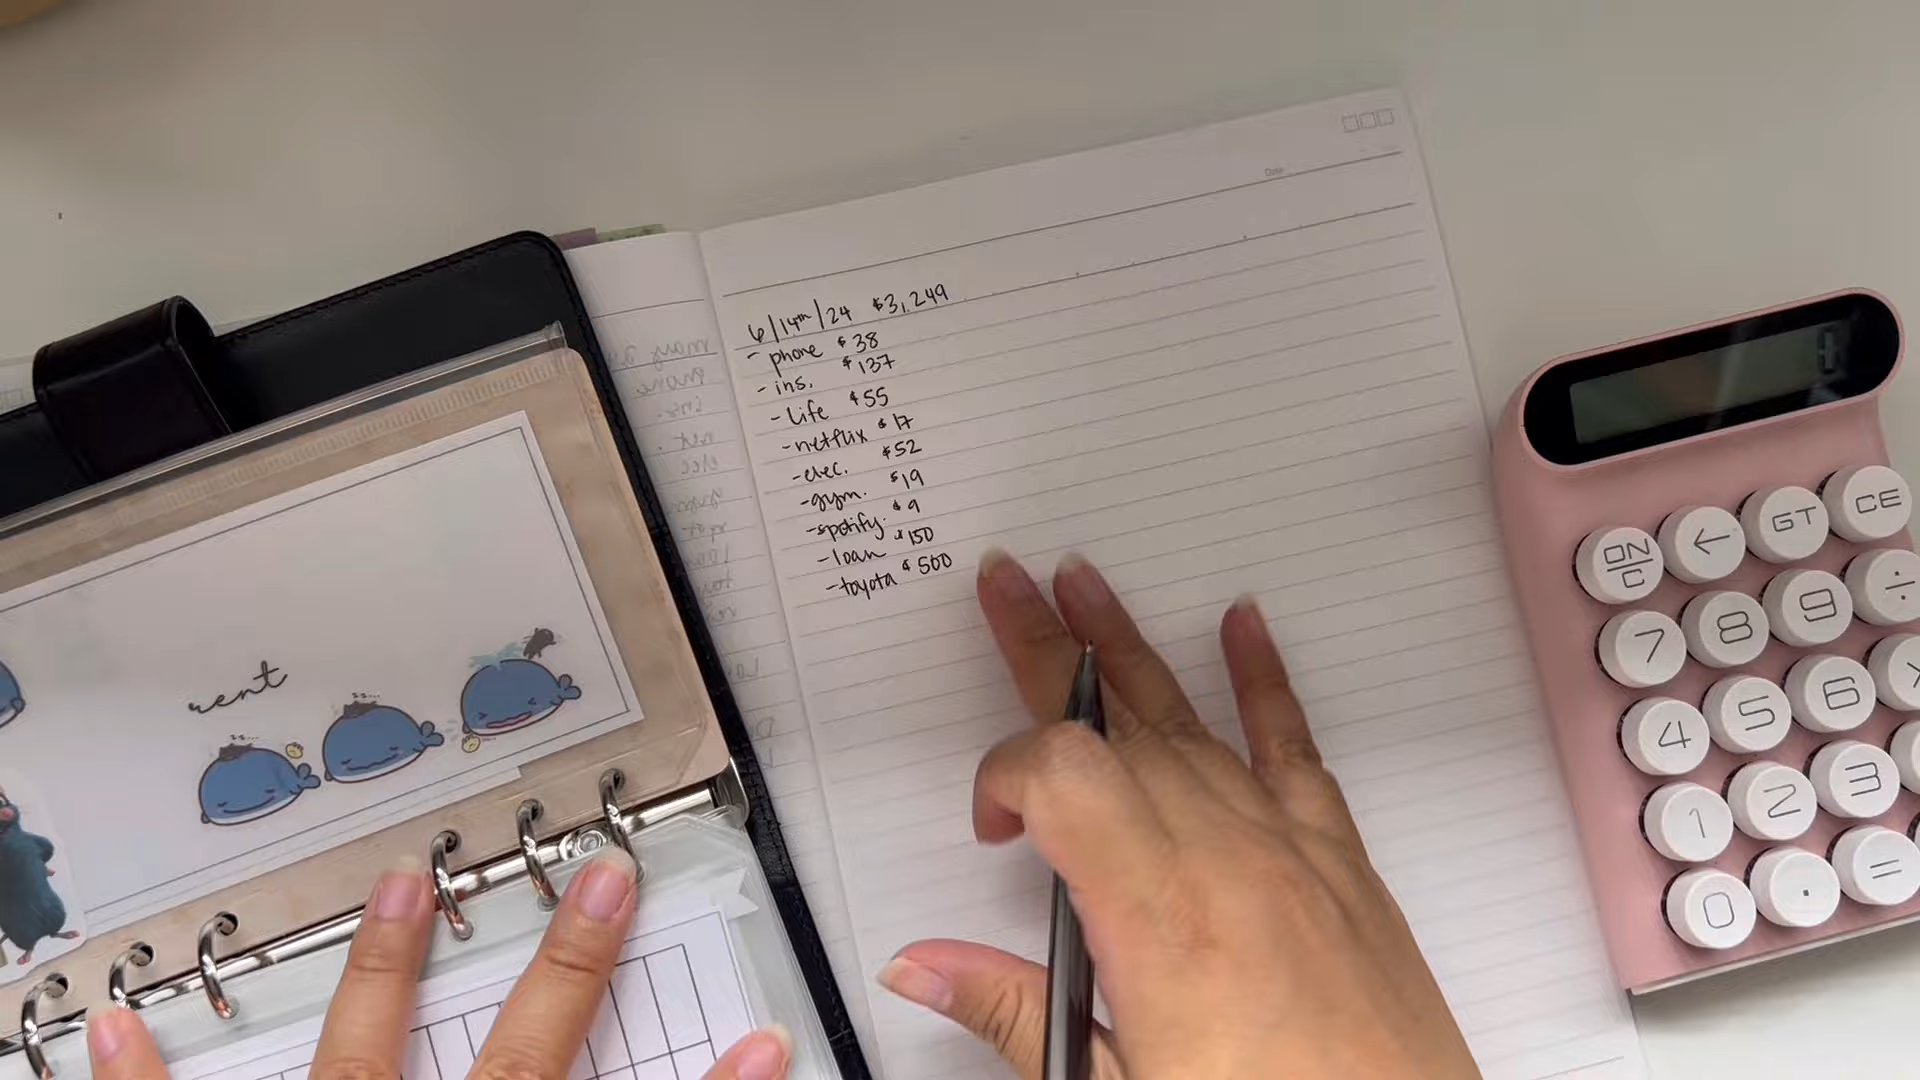 rent
zz...
zz...
Date
6/14th/24 $3,249
- phone $38
- ins. $137
- Life $55
- netflix $17
- elec. $52
- gym. $19
- spotify. $9
- loan $150
- toyota $500
ON/C ← GT CE
7 8 9 ÷
4 5 6
1 2 3
0 . =